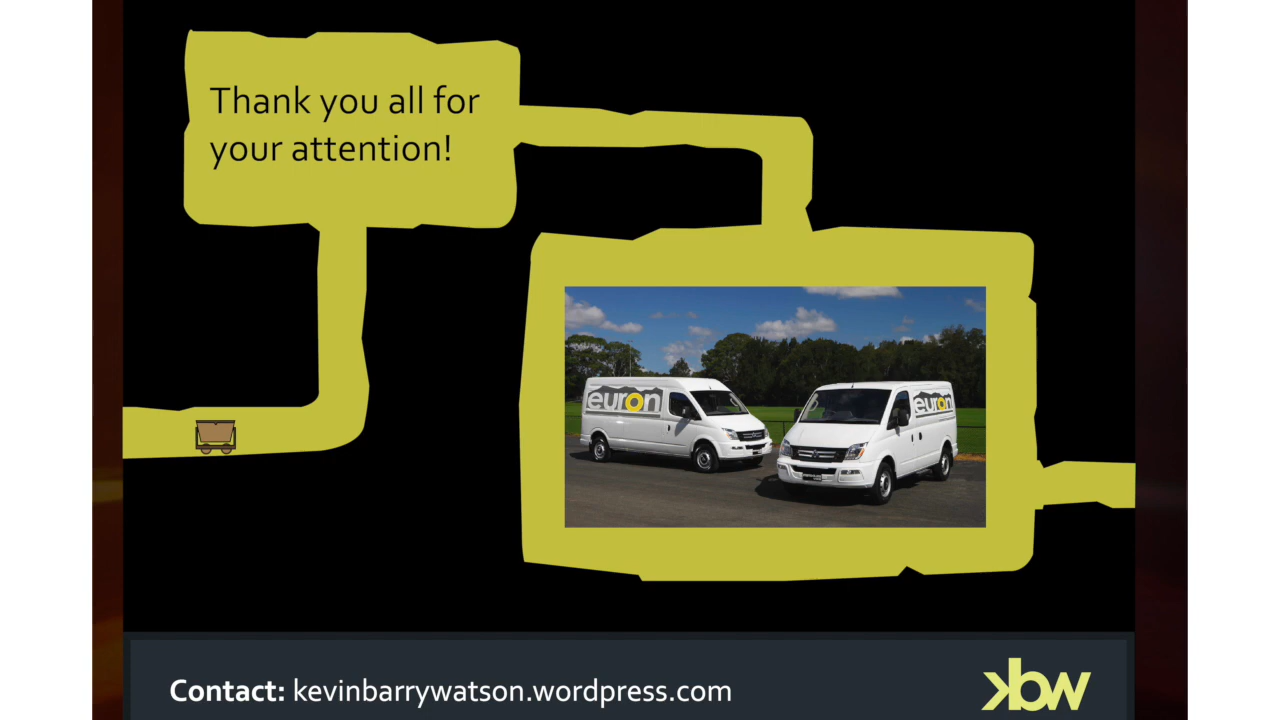 Thank you all for
your attention!
euron
euron
Contact: kevinbarrywatson.wordpress.com
kbw